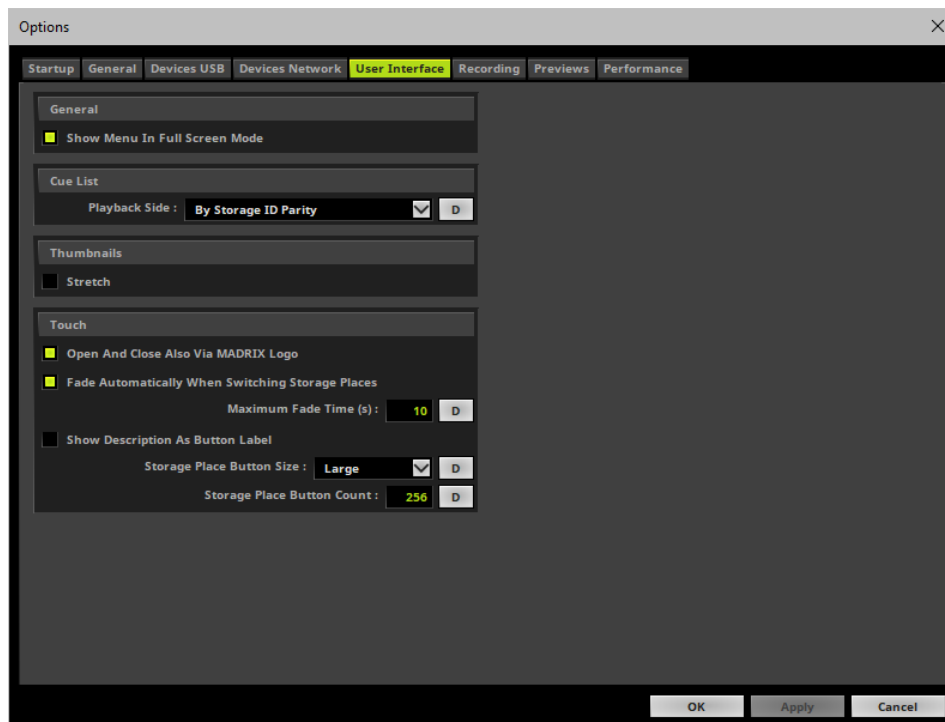 Options
Startup General Devices USB Devices Network User Interface Recording Previews Performance
General
Show Menu In Full Screen Mode
Cue List
Playback Side : By Storage ID Parity D
Thumbnails
Stretch
Touch
Open And Close Also Via MADRIX Logo
Fade Automatically When Switching Storage Places
Maximum Fade Time (s) : 10 D
Show Description As Button Label
Storage Place Button Size : Large D
Storage Place Button Count : 256 D
OK Apply Cancel